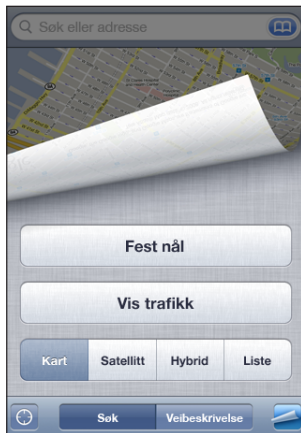 Søk eller adresse
Fest nål
Vis trafikk
Kart Satellitt Hybrid Liste
Søk Veibeskrivelse